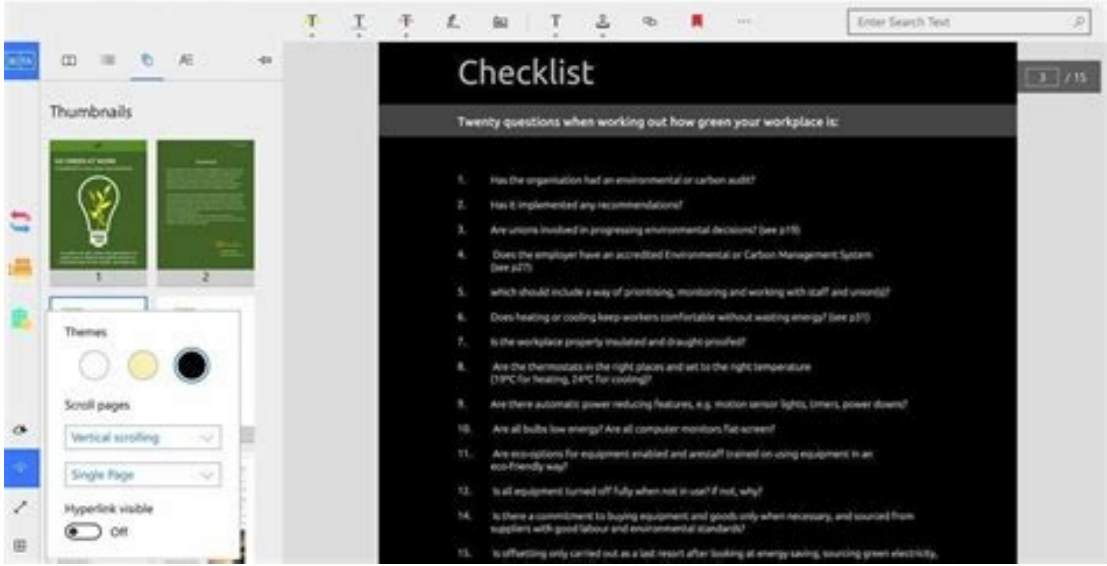 Enter Search Text
BETA
3 / 15
Thumbnails
GO GREEN AT WORK
1
2
Themes
Scroll pages
Vertical scrolling
Single Page
Hyperlink visible
Off
Checklist
Twenty questions when working out how green your workplace is:
1. Has the organisation had an environmental or carbon audit?
2. Has it implemented any recommendations?
3. Are unions involved in progressing environmental decisions? (see p19)
4. Does the employer have an accredited Environmental or Carbon Management System
(see p27)
5. which should include a way of prioritising, monitoring and working with staff and union(s)?
6. Does heating or cooling keep workers comfortable without wasting energy? (see p31)
7. Is the workplace properly insulated and draught-proofed?
8. Are the thermostats in the right places and set to the right temperature
(19ºC for heating, 24ºC for cooling)?
9. Are there automatic power reducing features, e.g. motion sensor lights, timers, power downs?
10. Are all bulbs low energy? Are all computer monitors flat-screen?
11. Are eco-options for equipment enabled and arestaff trained on using equipment in an
eco-friendly way?
12. Is all equipment turned off fully when not in use? If not, why?
14. Is there a commitment to buying equipment and goods only when necessary, and sourced from
suppliers with good labour and environmental standards?
15. Is offsetting only carried out as a last resort after looking at energy saving, sourcing green electricity,